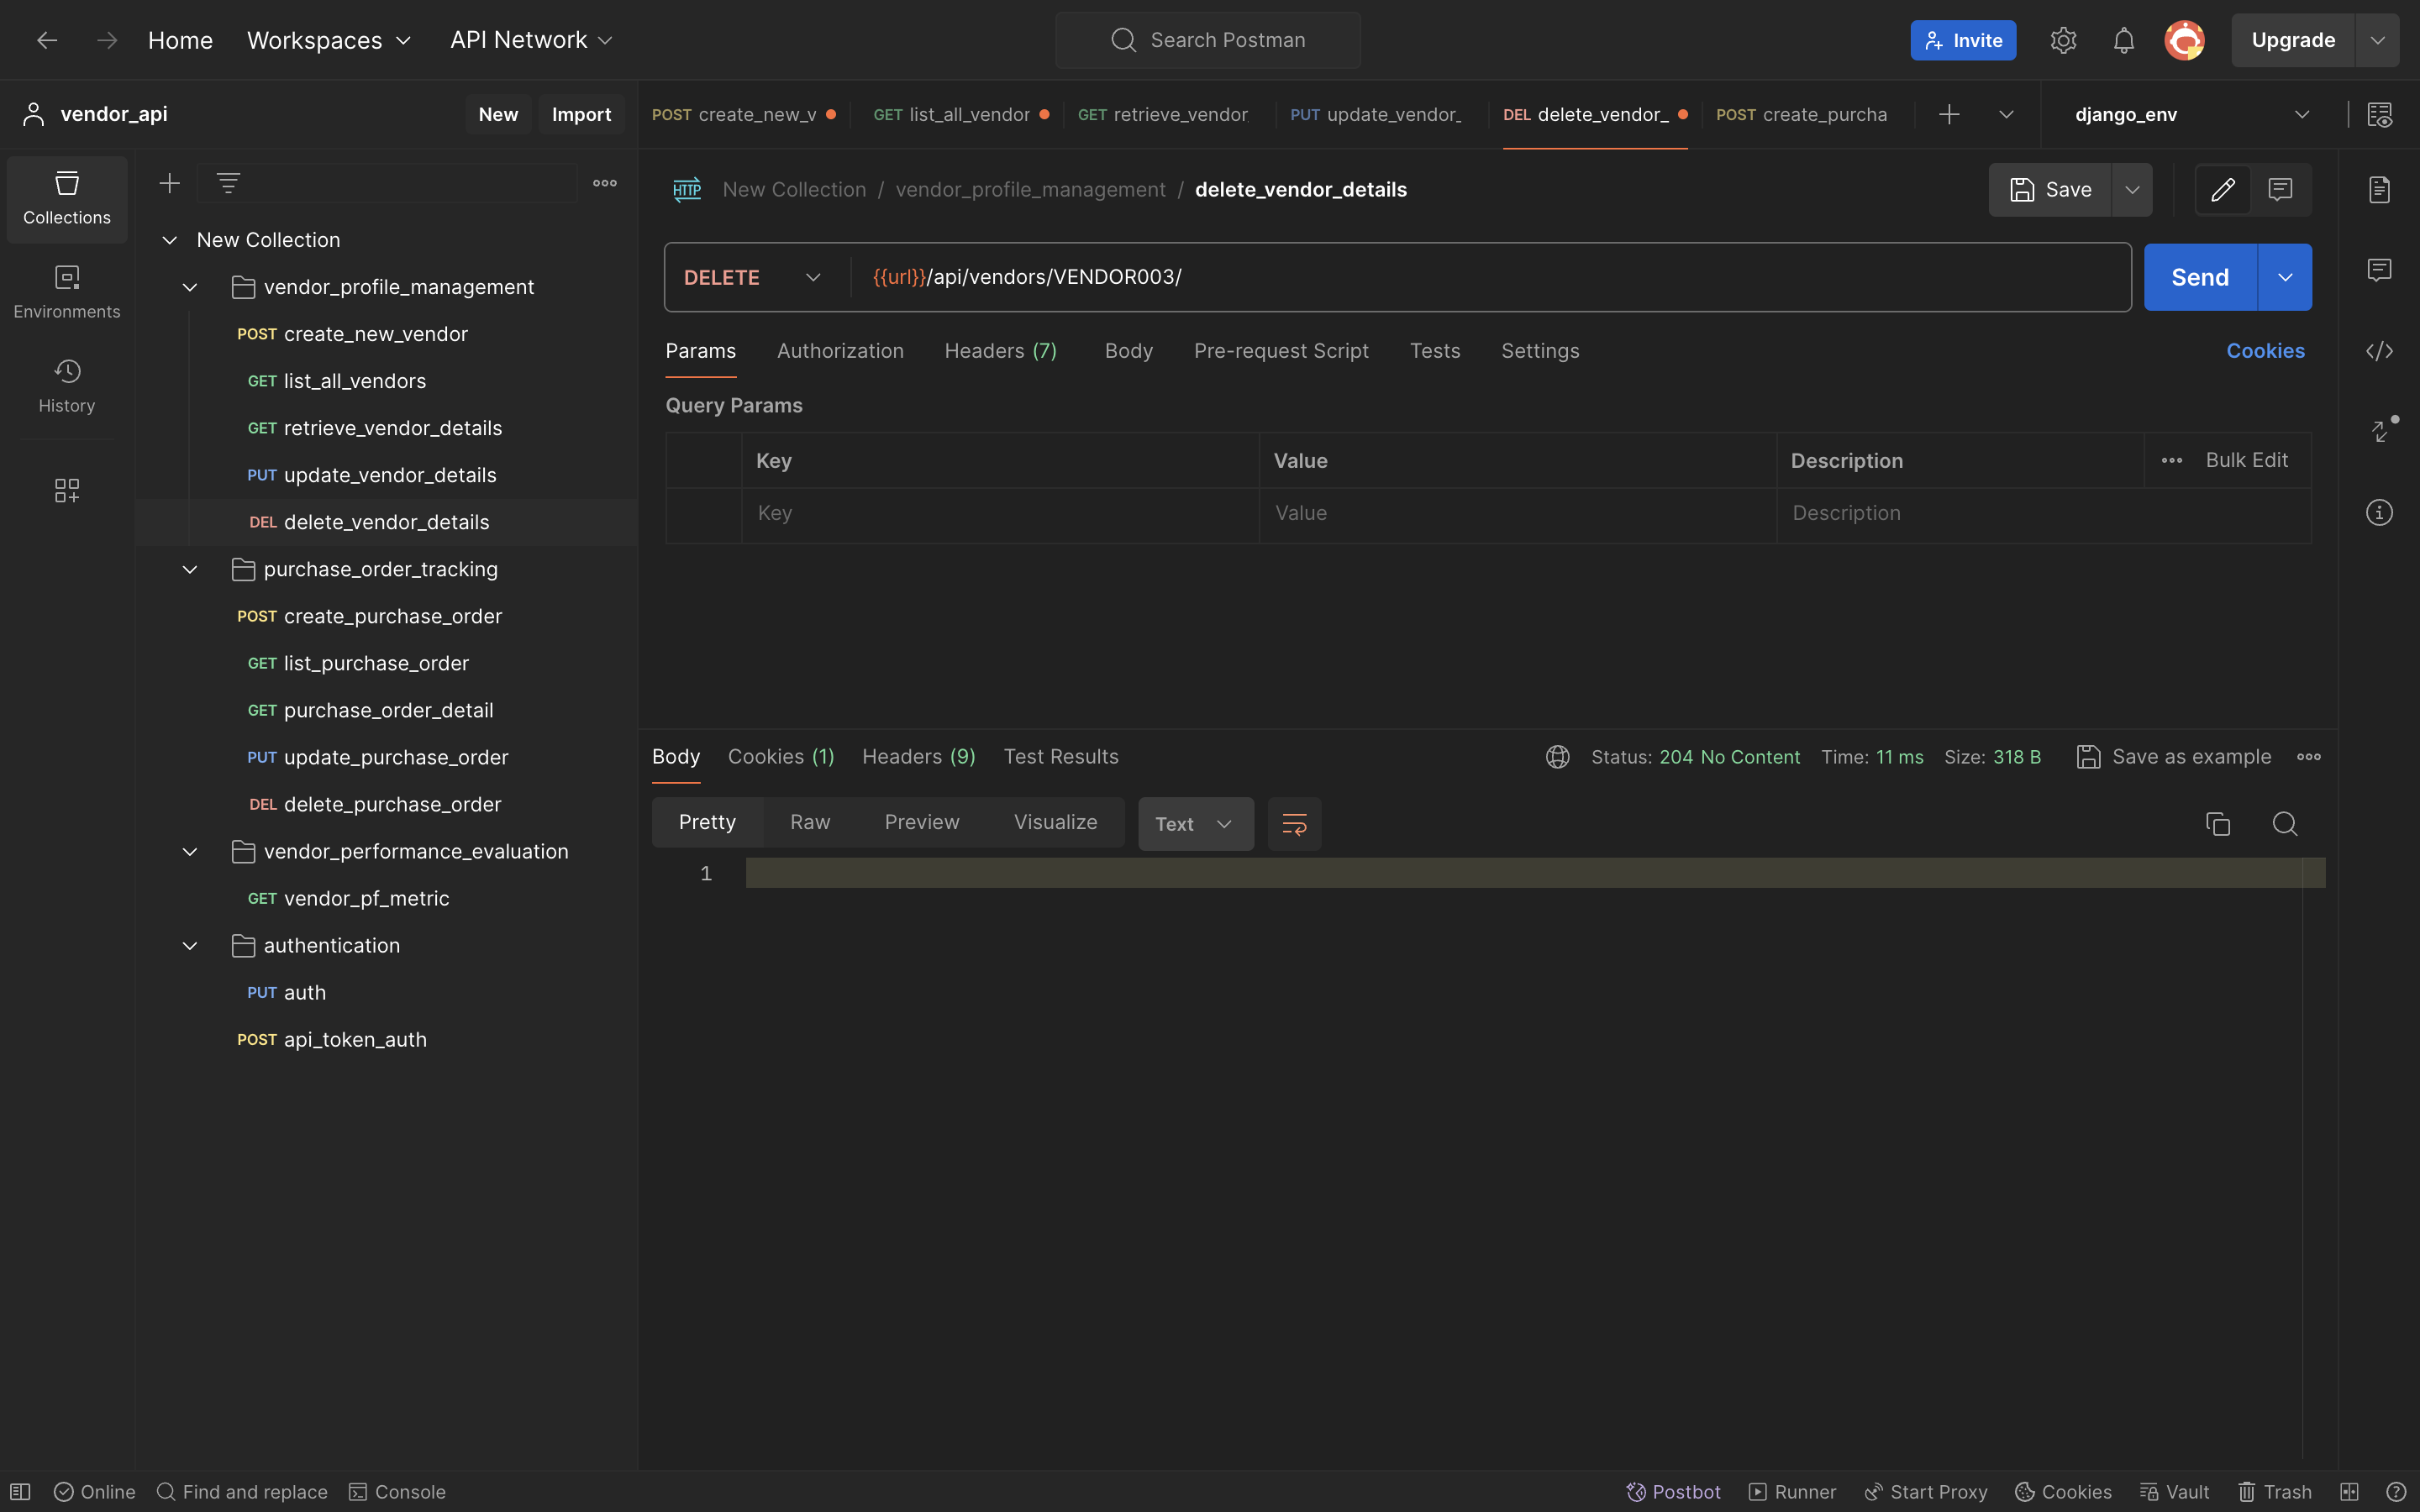 Home Workspaces API Network Search Postman Invite Upgrade
vendor_api New Import
POST create_new_v GET list_all_vendor GET retrieve_vendor PUT update_vendor_ DEL delete_vendor_ POST create_purcha django_env
Collections
Environments
History
New Collection
vendor_profile_management
POST create_new_vendor
GET list_all_vendors
GET retrieve_vendor_details
PUT update_vendor_details
DEL delete_vendor_details
purchase_order_tracking
POST create_purchase_order
GET list_purchase_order
GET purchase_order_detail
PUT update_purchase_order
DEL delete_purchase_order
vendor_performance_evaluation
GET vendor_pf_metric
authentication
PUT auth
POST api_token_auth
HTTP New Collection / vendor_profile_management / delete_vendor_details Save
DELETE {{url}}/api/vendors/VENDOR003/ Send
Params Authorization Headers (7) Body Pre-request Script Tests Settings Cookies
Query Params
Key Value Description Bulk Edit
Key Value Description
Body Cookies (1) Headers (9) Test Results Status: 204 No Content Time: 11 ms Size: 318 B Save as example
Pretty Raw Preview Visualize Text
1
Online Find and replace Console Postbot Runner Start Proxy Cookies Vault Trash